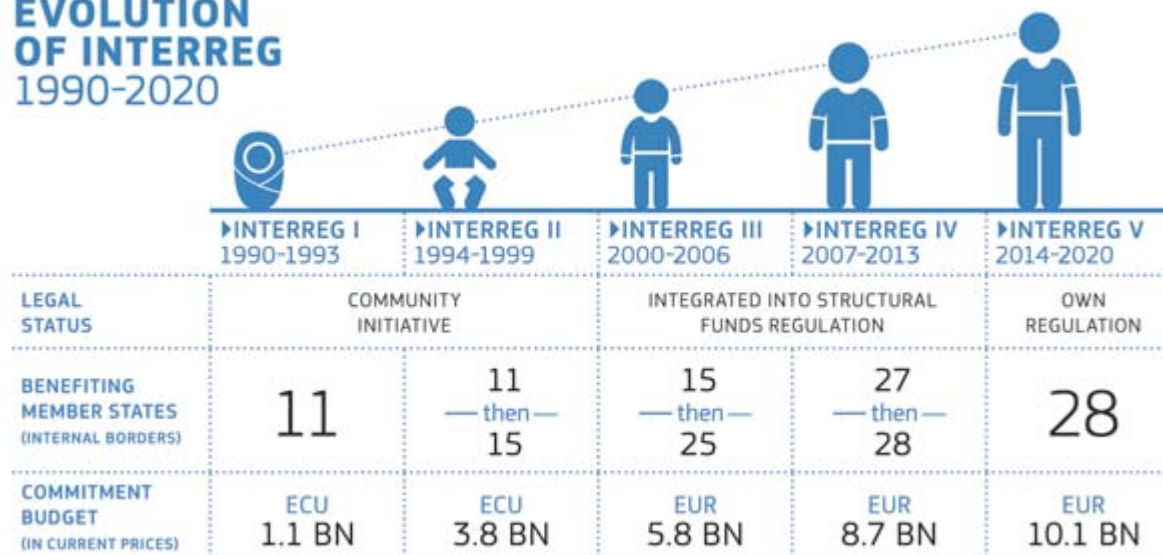 EVOLUTION
OF INTERREG
1990-2020
▶INTERREG I
1990-1993
▶INTERREG II
1994-1999
▶INTERREG III
2000-2006
▶INTERREG IV
2007-2013
▶INTERREG V
2014-2020
LEGAL
STATUS
COMMUNITY
INITIATIVE
INTEGRATED INTO STRUCTURAL
FUNDS REGULATION
OWN
REGULATION
BENEFITING
MEMBER STATES
(INTERNAL BORDERS)
11
11
then
15
15
then
25
27
then
28
28
COMMITMENT
BUDGET
(IN CURRENT PRICES)
ECU
1.1 BN
ECU
3.8 BN
EUR
5.8 BN
EUR
8.7 BN
EUR
10.1 BN